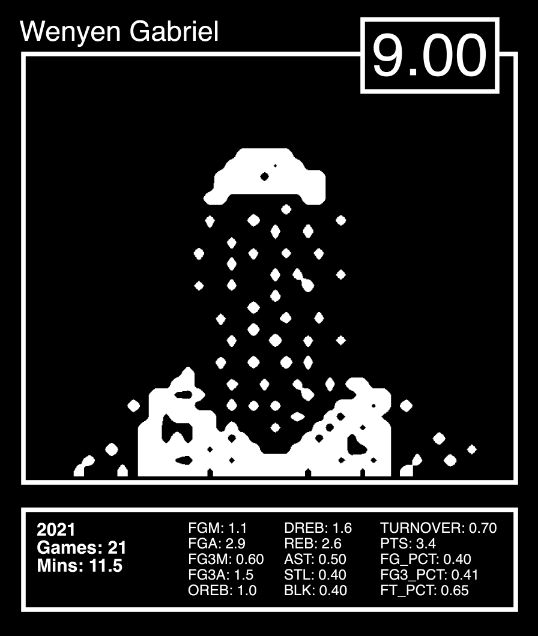 Wenyen Gabriel
9.00
2021
Games: 21
Mins: 11.5
FGM: 1.1
FGA: 2.9
FG3M: 0.60
FG3A: 1.5
OREB: 1.0
DREB: 1.6
REB: 2.6
AST: 0.50
STL: 0.40
BLK: 0.40
TURNOVER: 0.70
PTS: 3.4
FG_PCT: 0.40
FG3_PCT: 0.41
FT_PCT: 0.65